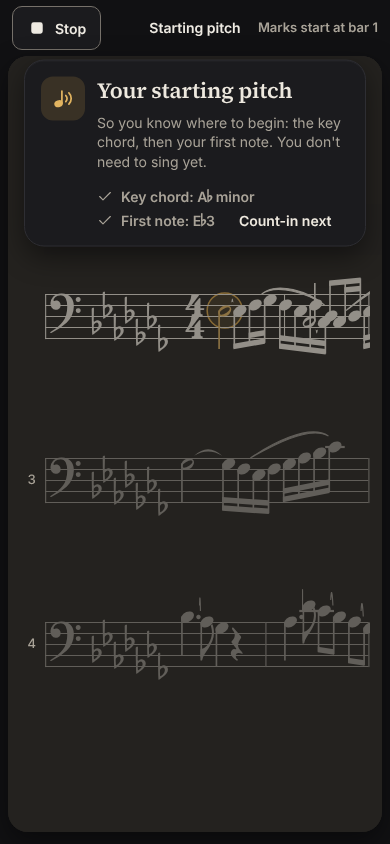 Stop
Starting pitch
Marks start at bar 1
Your starting pitch
So you know where to begin: the key
chord, then your first note. You don't
need to sing yet.
Key chord: A♭ minor
First note: E♭3
Count-in next
4
4
3
4